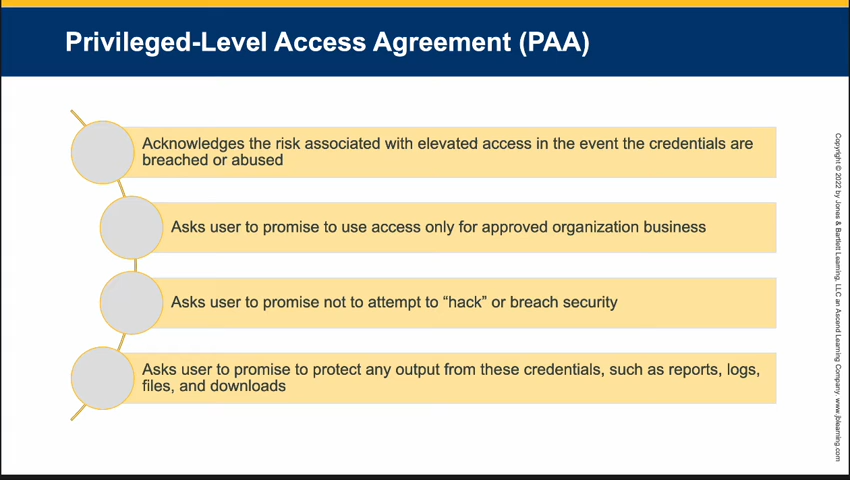 Privileged-Level Access Agreement (PAA)
Acknowledges the risk associated with elevated access in the event the credentials are
breached or abused
Asks user to promise to use access only for approved organization business
Asks user to promise not to attempt to “hack” or breach security
Asks user to promise to protect any output from these credentials, such as reports, logs,
files, and downloads
Copyright © 2022 by Jones & Bartlett Learning, LLC an Ascend Learning Company. www.jblearning.com